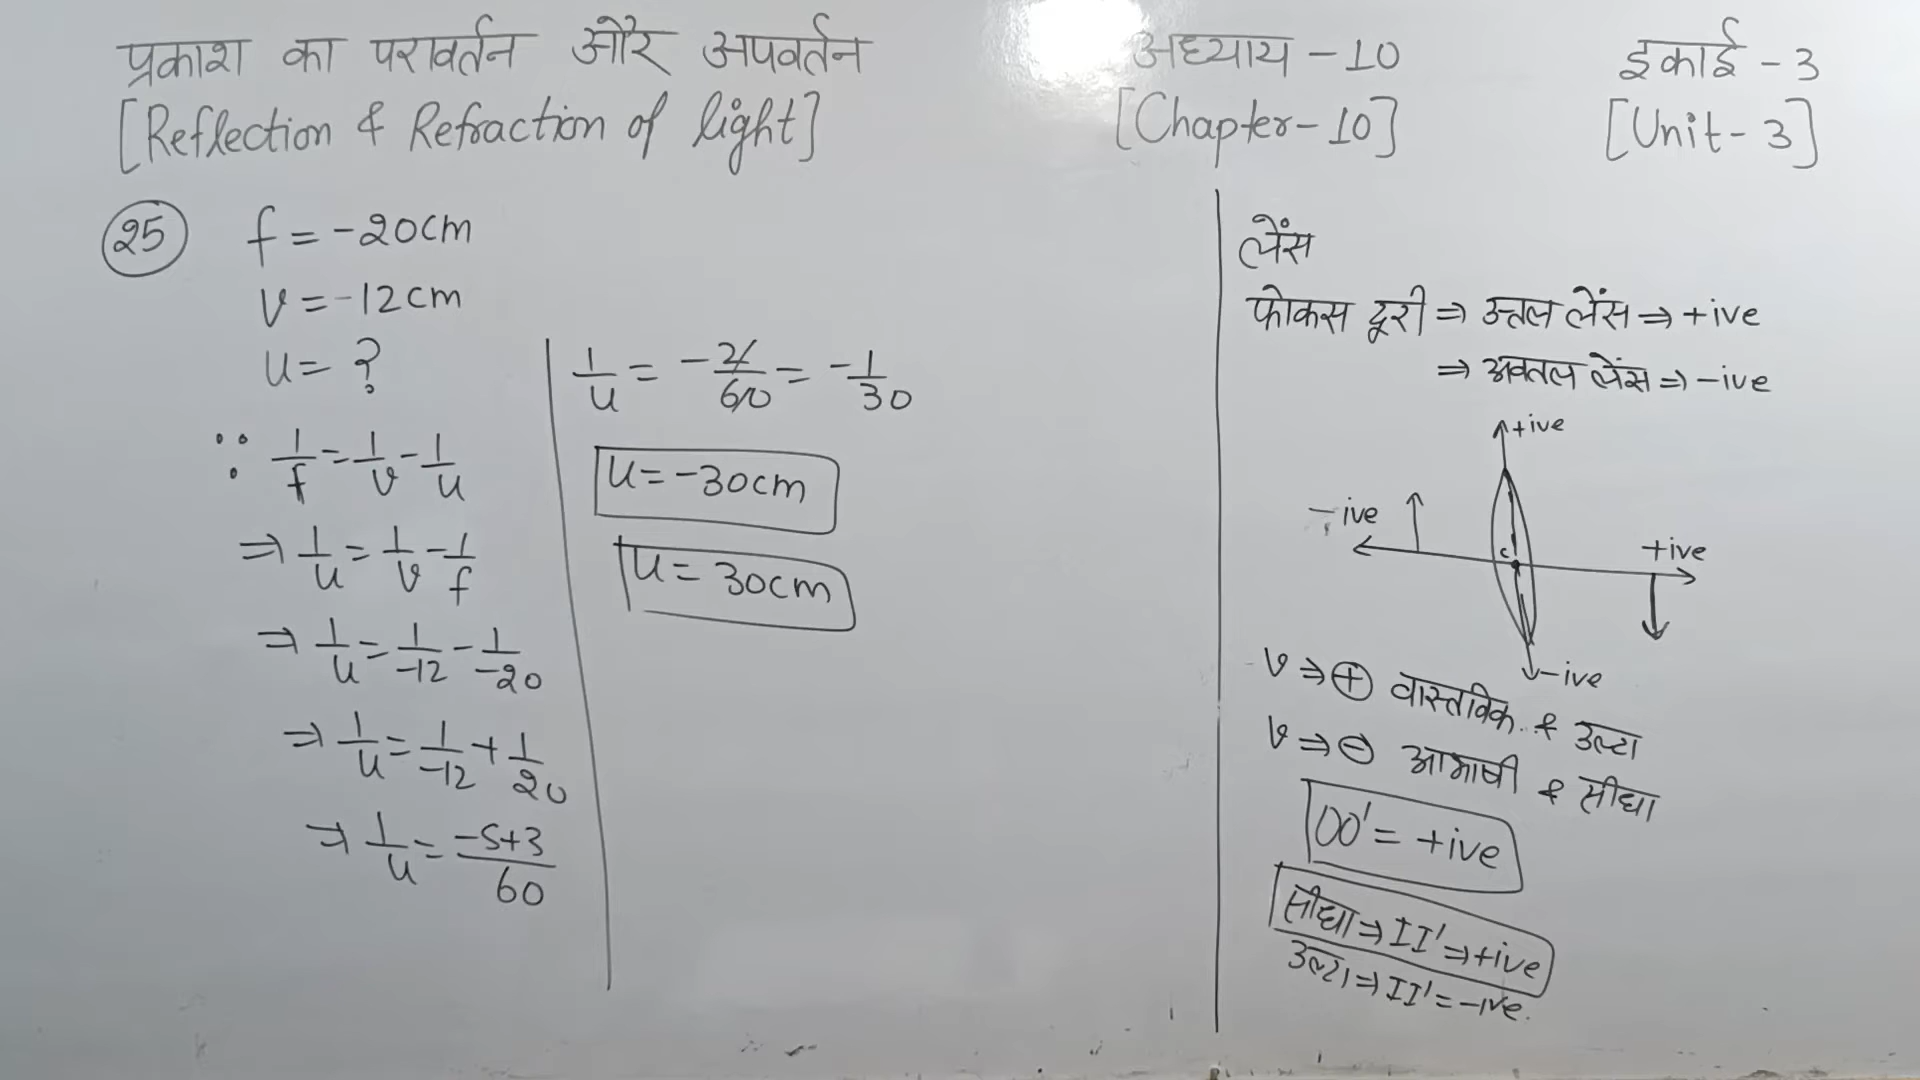 प्रकाश का परावर्तन और अपवर्तन
[Reflection & Refraction of light]
अध्याय - 10
[Chapter-10]
इकाई - 3
[Unit-3]
25
f = -20cm
v = -12cm
u = ?
∵ 1/f = 1/v - 1/u
⇒ 1/u = 1/v - 1/f
⇒ 1/u = 1/-12 - 1/-20
⇒ 1/u = 1/-12 + 1/20
⇒ 1/u = -5+3/60
1/u = -2/60 = -1/30
u = -30cm
u = 30cm
लेंस
फोकस दूरी ⇒ उत्तल लेंस ⇒ +ive
⇒ अवतल लेंस ⇒ -ive
+ive
-ive
c
+ive
-ive
v ⇒ ⊕ वास्तविक & उल्टा
v ⇒ ⊖ आभाषी & सीधा
OO' = +ive
सीधा ⇒ II' ⇒ +ive
उल्टा ⇒ II' = -ive.